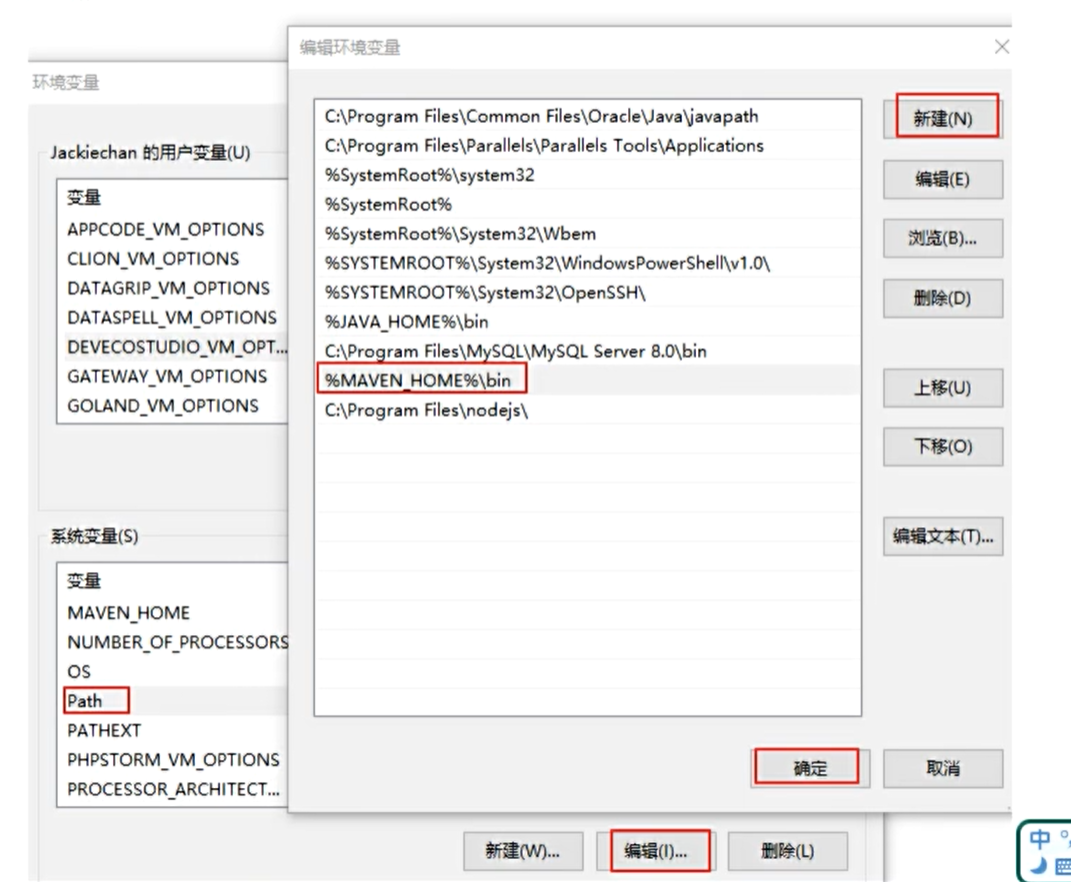 编辑环境变量
环境变量
Jackiechan 的用户变量(U)
变量
APPCODE_VM_OPTIONS
CLION_VM_OPTIONS
DATAGRIP_VM_OPTIONS
DATASPELL_VM_OPTIONS
DEVECOSTUDIO_VM_OPT...
GATEWAY_VM_OPTIONS
GOLAND_VM_OPTIONS
系统变量(S)
变量
MAVEN_HOME
NUMBER_OF_PROCESSORS
OS
Path
PATHEXT
PHPSTORM_VM_OPTIONS
PROCESSOR_ARCHITECT...
C:\Program Files\Common Files\Oracle\Java\javapath
C:\Program Files\Parallels\Parallels Tools\Applications
%SystemRoot%\system32
%SystemRoot%
%SystemRoot%\System32\Wbem
%SYSTEMROOT%\System32\WindowsPowerShell\v1.0\
%SYSTEMROOT%\System32\OpenSSH\
%JAVA_HOME%\bin
C:\Program Files\MySQL\MySQL Server 8.0\bin
%MAVEN_HOME%\bin
C:\Program Files\nodejs\
新建(N)
编辑(E)
浏览(B)...
删除(D)
上移(U)
下移(O)
编辑文本(T)...
确定
取消
新建(W)...
编辑(I)...
删除(L)
中